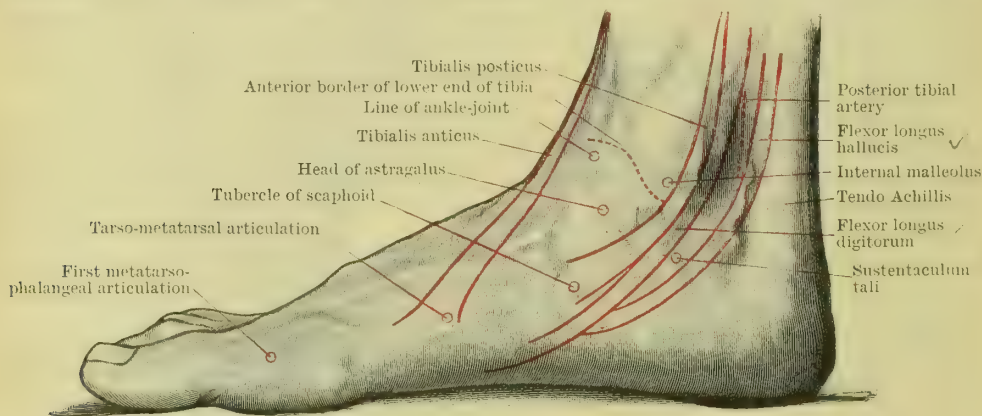 Tibialis posticus
Anterior border of lower end of tibia
Line of ankle-joint
Tibialis anticus
Head of astragalus
Tubercle of scaphoid
Tarso-metatarsal articulation
First metatarso-
phalangeal articulation
Posterior tibial
artery
Flexor longus
hallucis
Internal malleolus
Tendo Achillis
Flexor longus
digitorum
Sustentaculum
tali